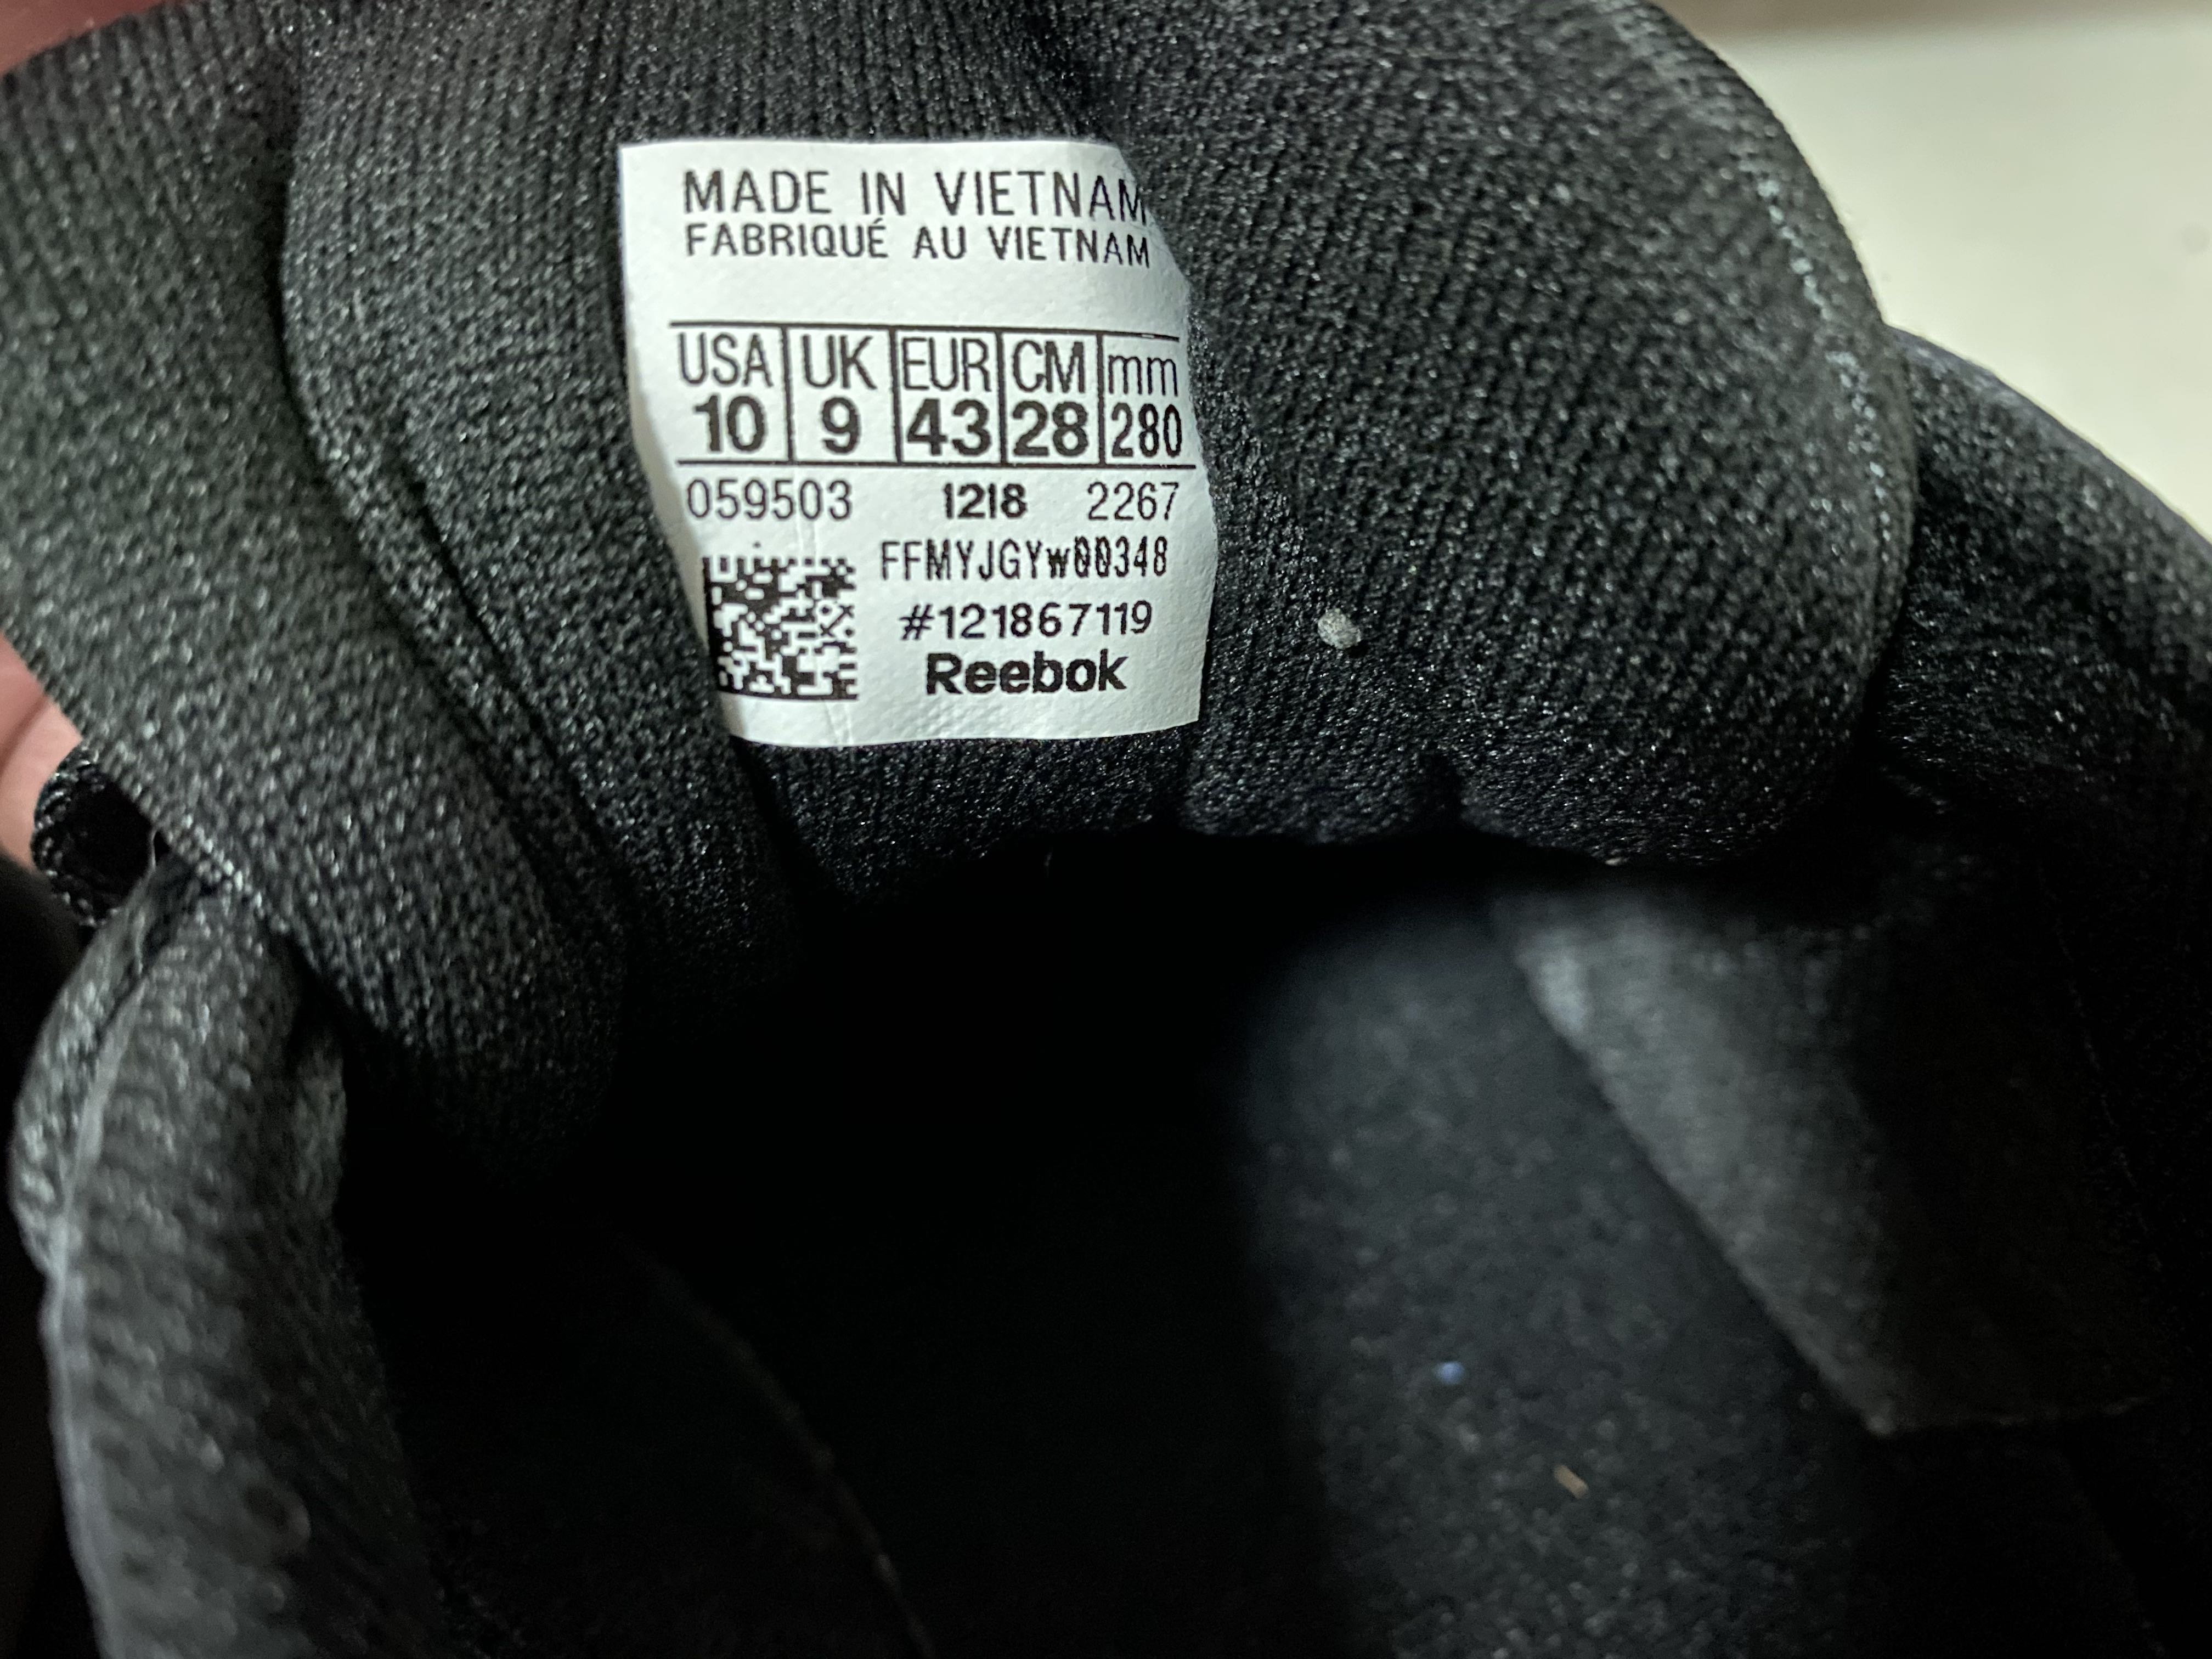 MADE IN VIETNAM
FABRIQUÉ AU VIETNAM
USA UK EUR CM mm
10 9 43 28 280
059503 1218 2267
FFMYJGYw00348
#121867119
Reebok